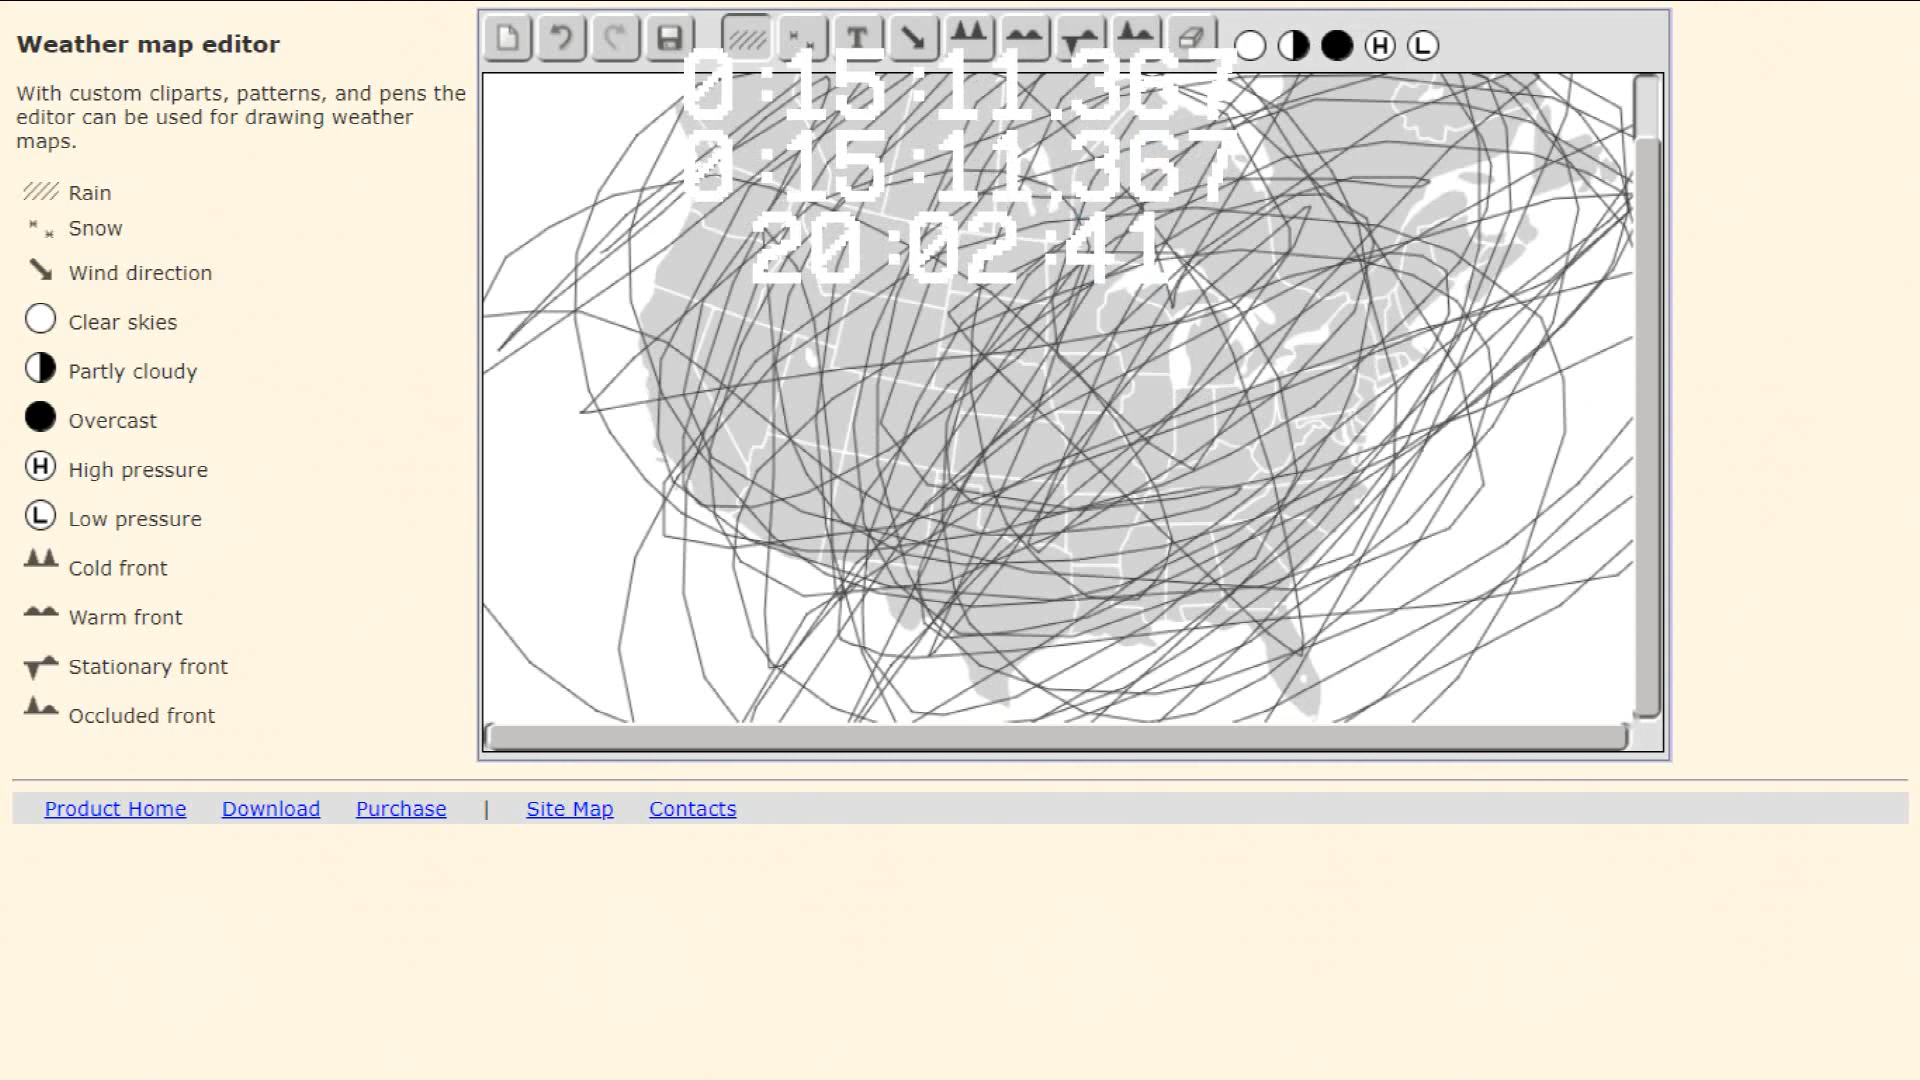 Weather map editor
With custom cliparts, patterns, and pens the
editor can be used for drawing weather
maps.
Rain
Snow
Wind direction
Clear skies
Partly cloudy
Overcast
H High pressure
L Low pressure
Cold front
Warm front
Stationary front
Occluded front
T H L
0:15:11.367
0:15:11.367
20:02:41
Product Home Download Purchase | Site Map Contacts